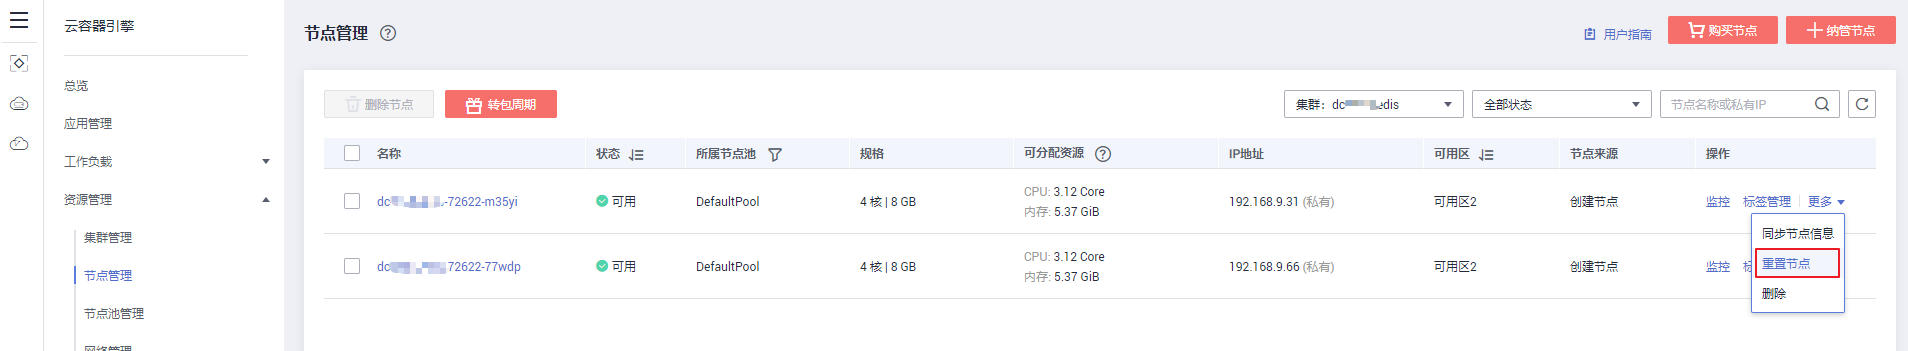 云容器引擎
总览
应用管理
工作负载
资源管理
集群管理
节点管理
节点池管理
网络管理
节点管理
用户指南
购买节点
纳管节点
删除节点
转包周期
集群：dc edis
全部状态
节点名称或私有IP
名称 状态 所属节点池 规格 可分配资源 IP地址 可用区 节点来源 操作
dc -72622-m35yi 可用 DefaultPool 4 核 | 8 GB CPU: 3.12 Core 192.168.9.31 (私有) 可用区2 创建节点 监控 标签管理 更多
内存: 5.37 GiB
同步节点信息
重置节点
删除
dc 72622-77wdp 可用 DefaultPool 4 核 | 8 GB CPU: 3.12 Core 192.168.9.66 (私有) 可用区2 创建节点 监控
内存: 5.37 GiB